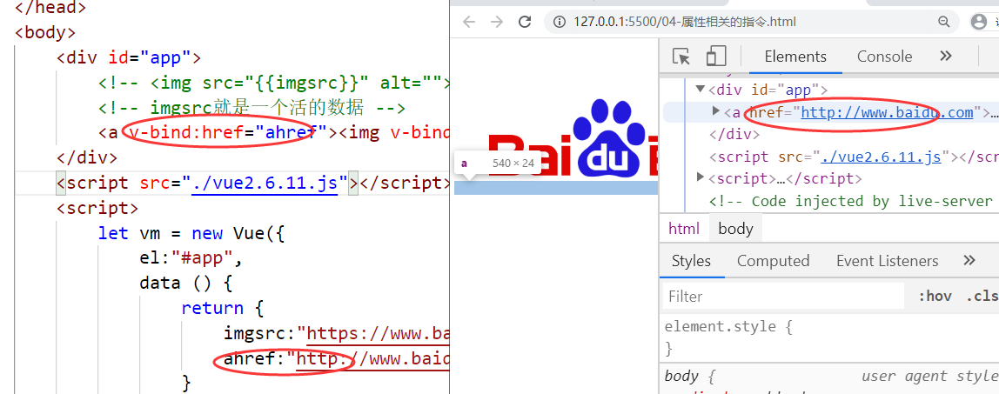 </head>
<body>
<div id="app">
<!-- <img src="{{imgsrc}}" alt="">
<!-- imgsrc就是一个活的数据 -->
<a v-bind:href="ahref"><img v-bind
</div>
<script src="./vue2.6.11.js"></script>
<script>
let vm = new Vue({
el:"#app",
data () {
return {
imgsrc:"https://www.ba
ahref:"http://www.baid
}
127.0.0.1:5500/04-属性相关的指令.html
Bai du
a 540 × 24
Elements Console
<div id="app">
<a href="http://www.baidu.com">…
</div>
<script src="./vue2.6.11.js"></scr
<script>…</script>
<!-- Code injected by live-server
html body
Styles Computed Event Listeners
Filter :hov .cls
element.style {
}
body { user agent style